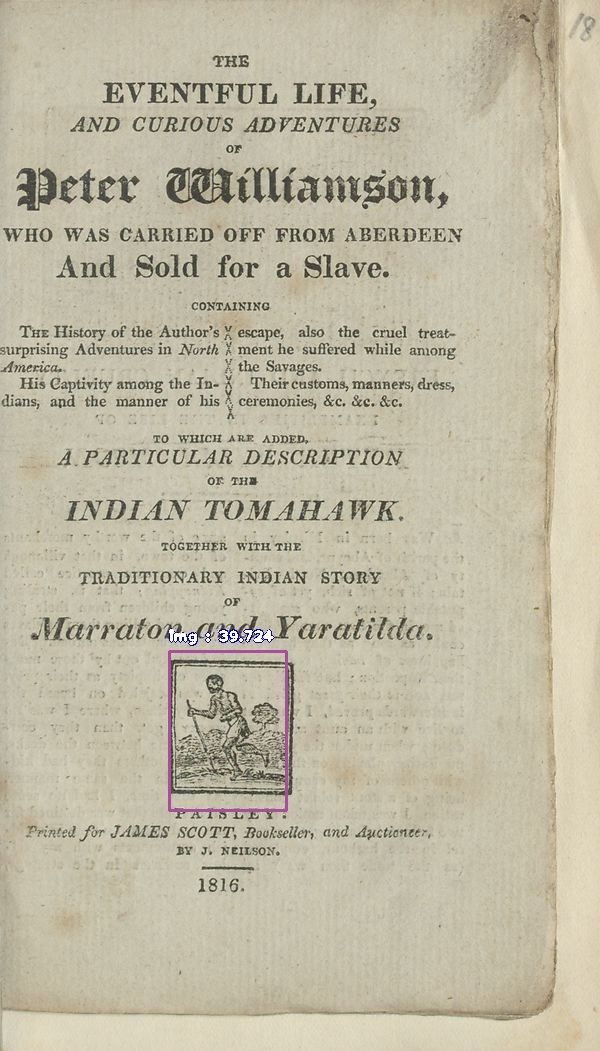 18
THE
EVENTFUL LIFE,
AND CURIOUS ADVENTURES
OF
Peter Williamson,
WHO WAS CARRIED OFF FROM ABERDEEN
And Sold for a Slave.
CONTAINING
THE History of the Author's
surprising Adventures in North
America.
His Captivity among the In-
dians, and the manner of his
escape, also the cruel treat-
ment he suffered while among
the Savages.
Their customs, manners, dress,
ceremonies, &c. &c. &c.
TO WHICH ARE ADDED,
A PARTICULAR DESCRIPTION
OF THE
INDIAN TOMAHAWK.
TOGETHER WITH THE
TRADITIONARY INDIAN STORY
OF
Marraton and Yaratilda.
img : 39.724
PAISLEY:
Printed for JAMES SCOTT, Bookseller, and Auctioneer,
BY J. NEILSON.
1816.